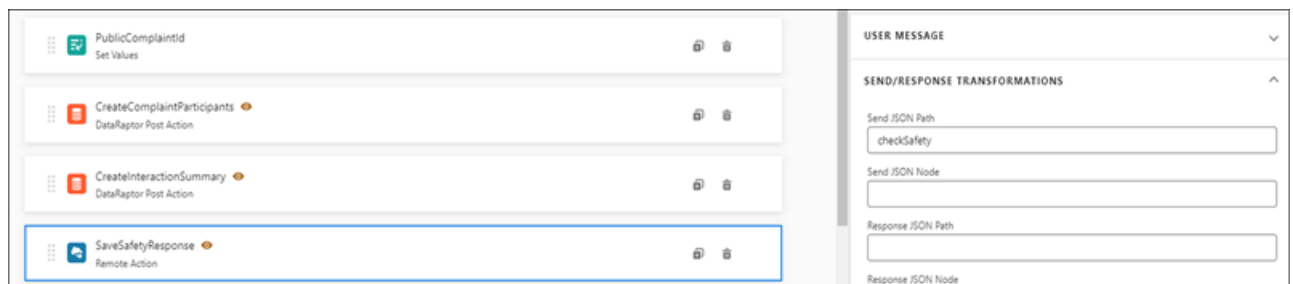 PublicComplaintId
Set Values
CreateComplaintParticipants
DataRaptor Post Action
CreateInteractionSummary
DataRaptor Post Action
SaveSafetyResponse
Remote Action
USER MESSAGE
SEND/RESPONSE TRANSFORMATIONS
Send JSON Path
checkSafety
Send JSON Node
Response JSON Path
Response JSON Node